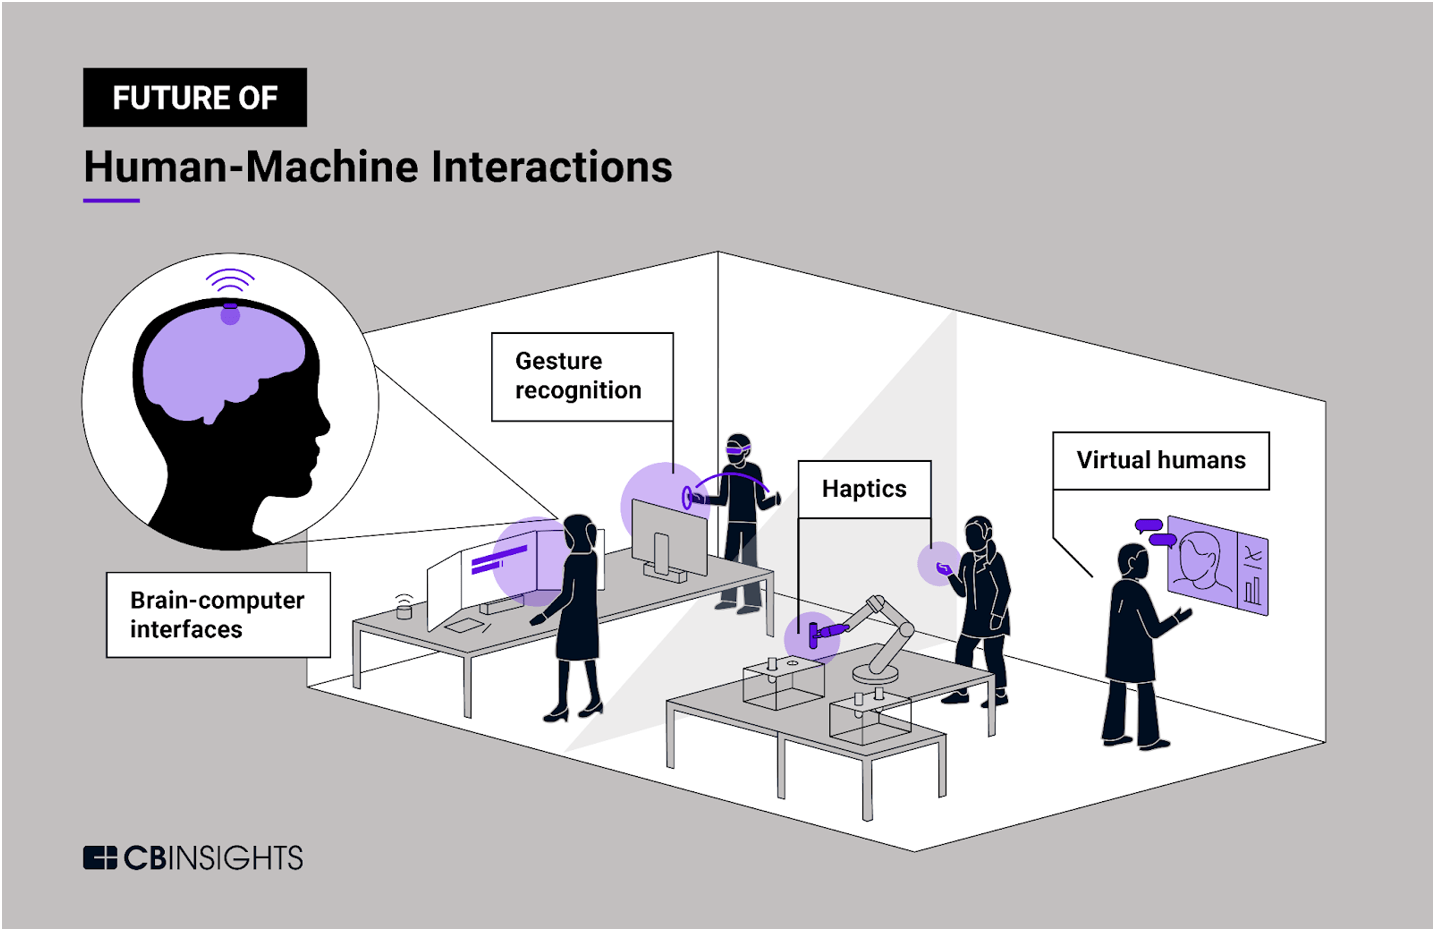 FUTURE OF
Human-Machine Interactions
Gesture
recognition
Haptics
Virtual humans
Brain-computer
interfaces
CBINSIGHTS